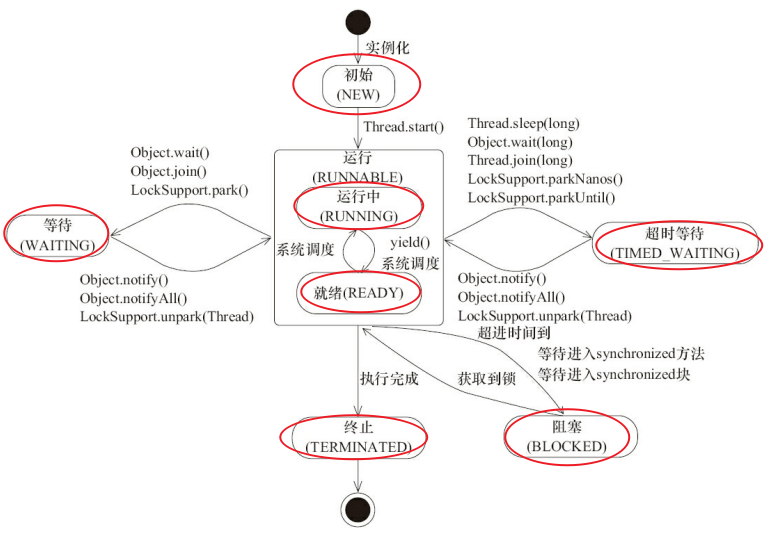 实例化
初始
(NEW)
Thread.start()
Object.wait()
Object.join()
LockSupport.park()
Thread.sleep(long)
Object.wait(long)
Thread.join(long)
LockSupport.parkNanos()
LockSupport.parkUntil()
运行
(RUNNABLE)
运行中
(RUNNING)
等待
(WAITING)
系统调度
yield()
系统调度
超时等待
(TIMED_WAITING)
就绪(READY)
Object.notify()
Object.notifyAll()
LockSupport.unpark(Thread)
Object.notify()
Object.notifyAll()
LockSupport.unpark(Thread)
超进时间到
等待进入synchronized方法
等待进入synchronized块
执行完成
获取到锁
终止
(TERMINATED)
阻塞
(BLOCKED)